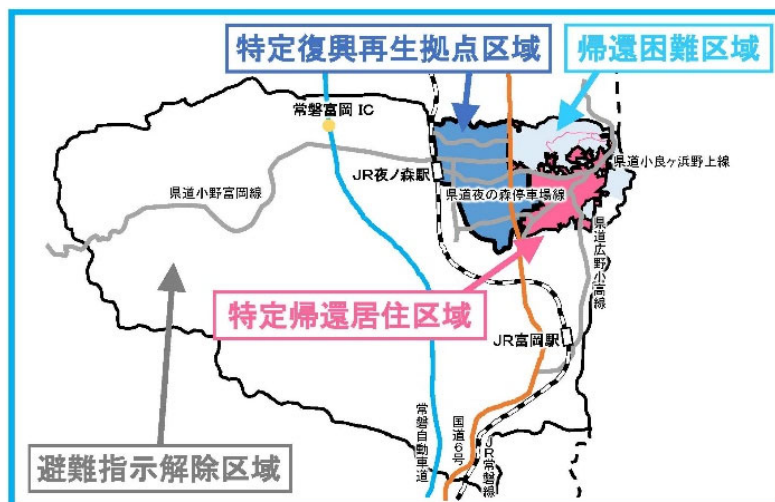 特定復興再生拠点区域
帰還困難区域
常磐富岡IC
JR夜ノ森駅
県道小良ヶ浜野上線
県道小野富岡線
県道夜の森停車場線
県道広野小高線
特定帰還居住区域
JR富岡駅
避難指示解除区域
常磐自動車道
国道6号
JR常磐線